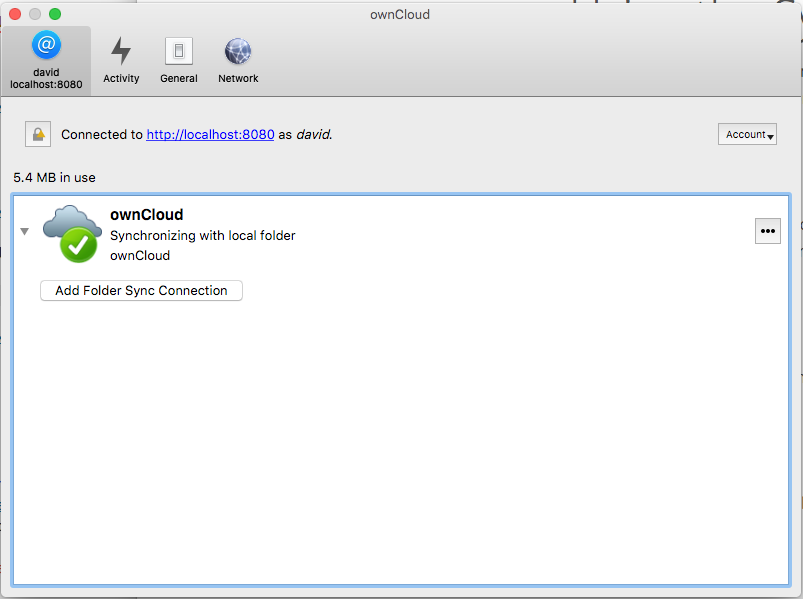 ownCloud
david
localhost:8080
Activity
General
Network
Connected to http://localhost:8080 as david.
Account
5.4 MB in use
ownCloud
Synchronizing with local folder
ownCloud
Add Folder Sync Connection